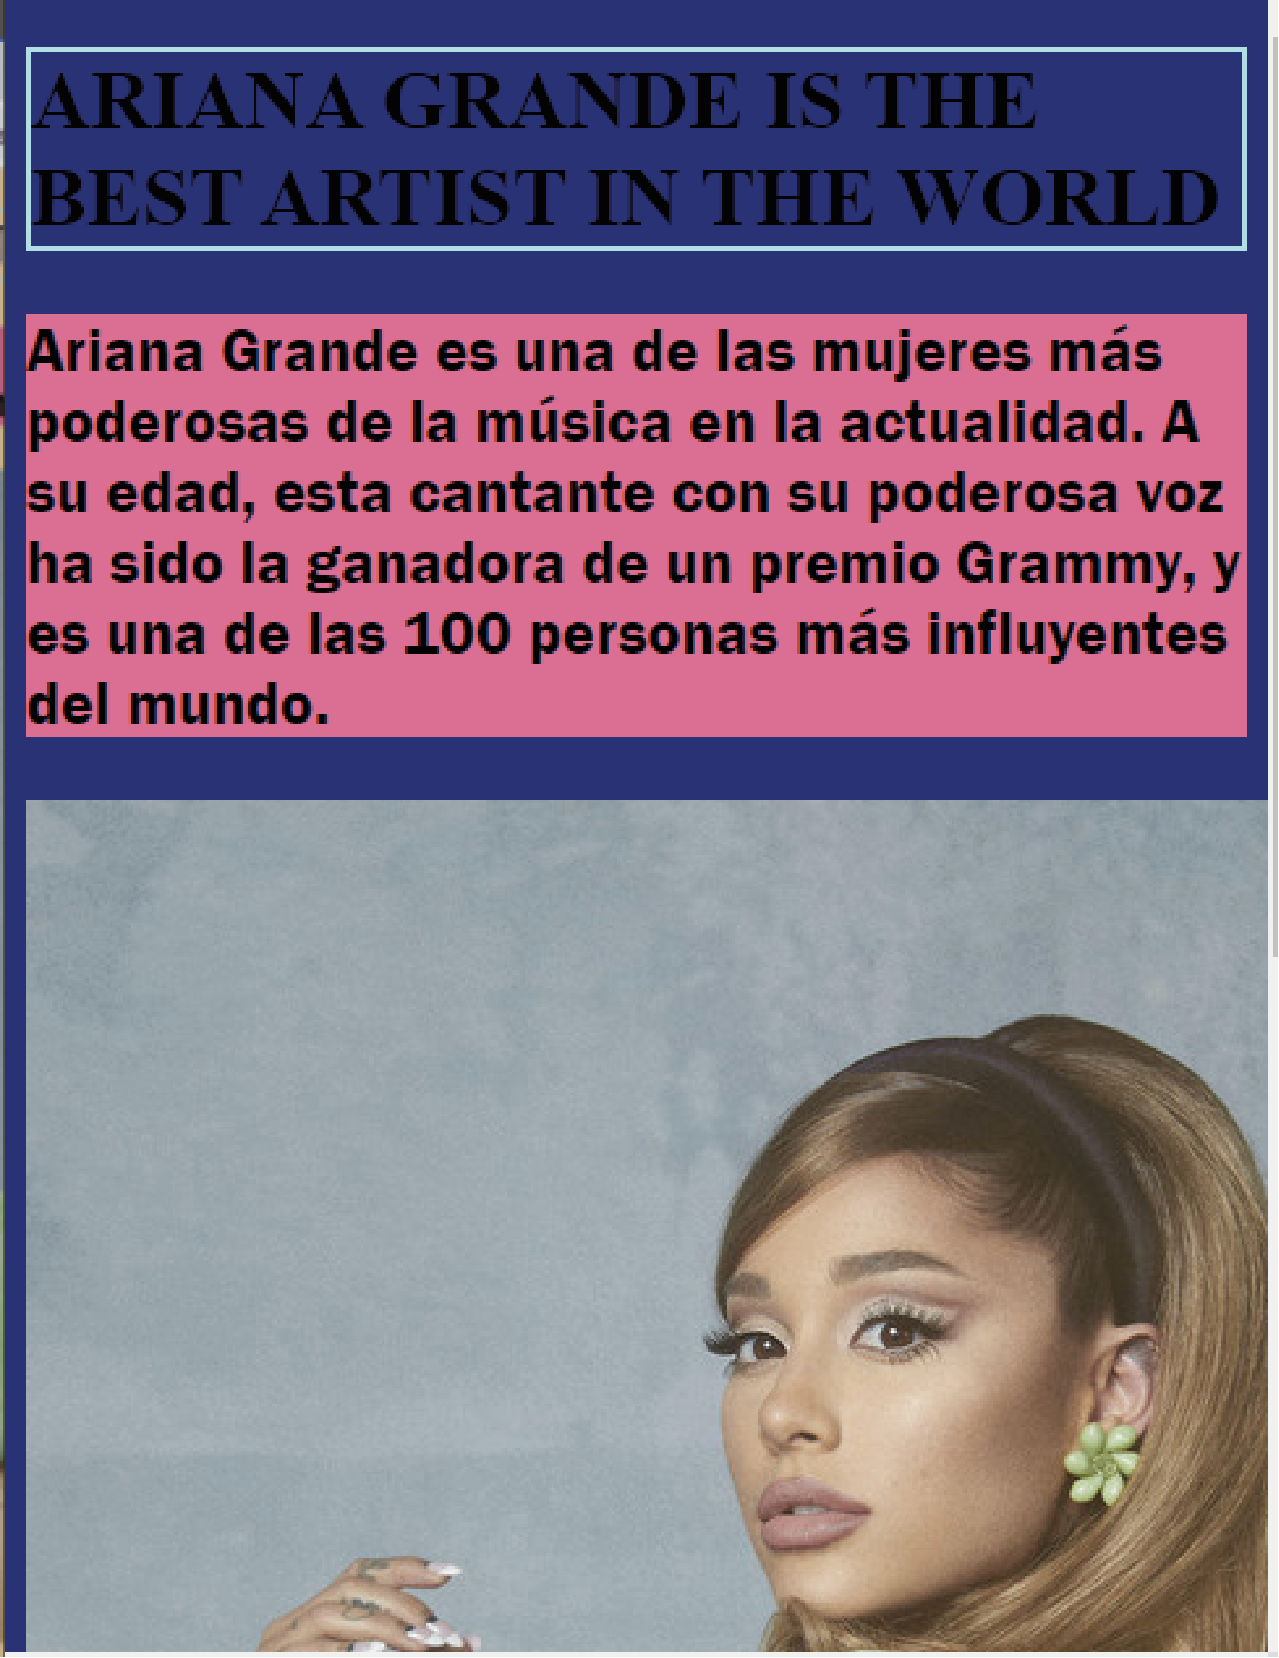 ARIANA GRANDE IS THE
BEST ARTIST IN THE WORLD
Ariana Grande es una de las mujeres más
poderosas de la música en la actualidad. A
su edad, esta cantante con su poderosa voz
ha sido la ganadora de un premio Grammy, y
es una de las 100 personas más influyentes
del mundo.